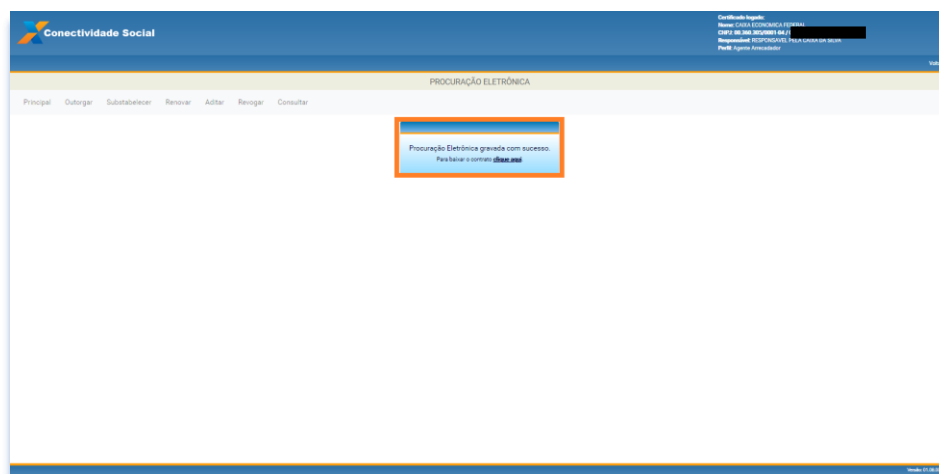 Conectividade Social
Certificado logado:
Nome: CAIXA ECONOMICA FEDERAL
CNPJ: 00.360.305/0001-04 /
Responsável: RESPONSAVEL PELA CAIXA DA SILVA
Perfil: Agente Arrecadador
PROCURAÇÃO ELETRÔNICA
Principal Outorgar Substabelecer Renovar Aditar Revogar Consultar
Procuração Eletrônica gravada com sucesso.
Para baixar o contrato clique aqui.